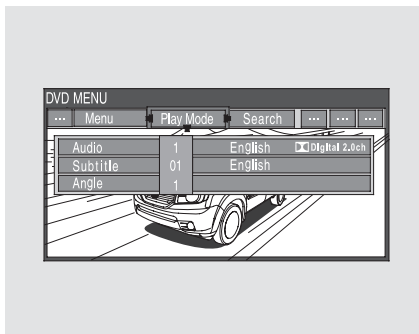 DVD MENU
... Menu Play Mode Search ... ... ...
Audio 1 English Digital 2.0ch
Subtitle 01 English
Angle 1